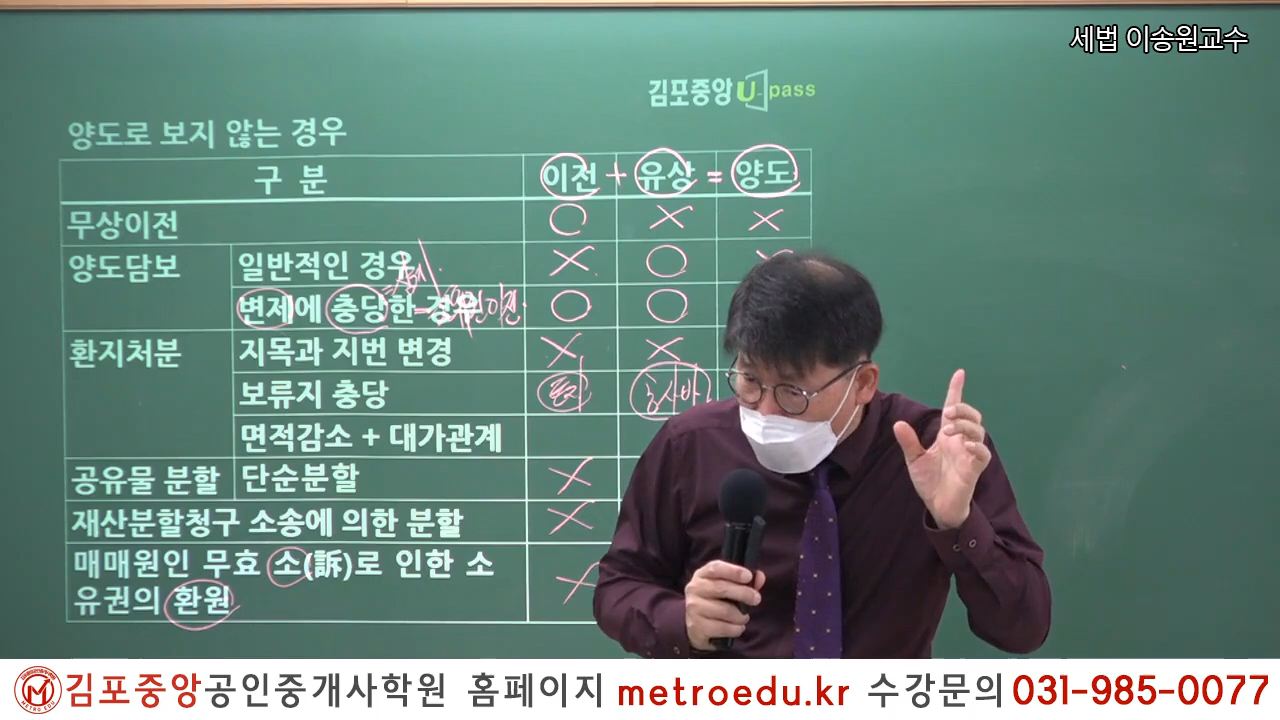 세법 이송원교수
김포중앙 U-pass
양도로 보지 않는 경우
구 분 이전 + 유상 = 양도
무상이전 ○ × ×
양도담보 일반적인 경우 × ○ ×
변제에 충당한 경우 ○ ○
환지처분 지목과 지번 변경 × ×
보류지 충당 토지 공사비
면적감소 + 대가관계
공유물 분할 단순분할 ×
재산분할청구 소송에 의한 분할 ×
매매원인 무효 소(訴)로 인한 소
유권의 환원 ×
METRO EDU
김포중앙공인중개사학원 홈페이지 metroedu.kr 수강문의 031-985-0077